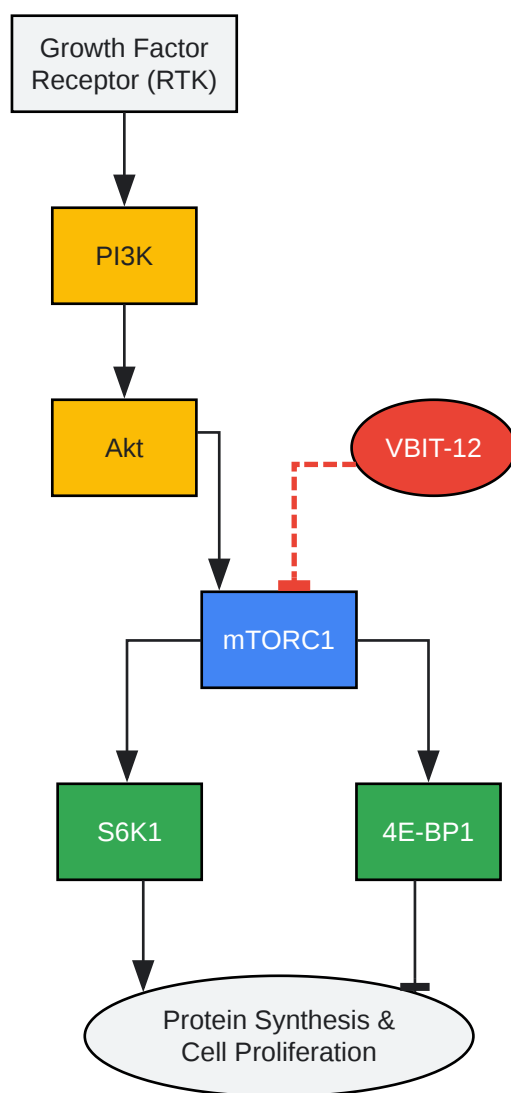 Growth Factor
Receptor (RTK)
PI3K
Akt
VBIT-12
mTORC1
S6K1
4E-BP1
Protein Synthesis &
Cell Proliferation